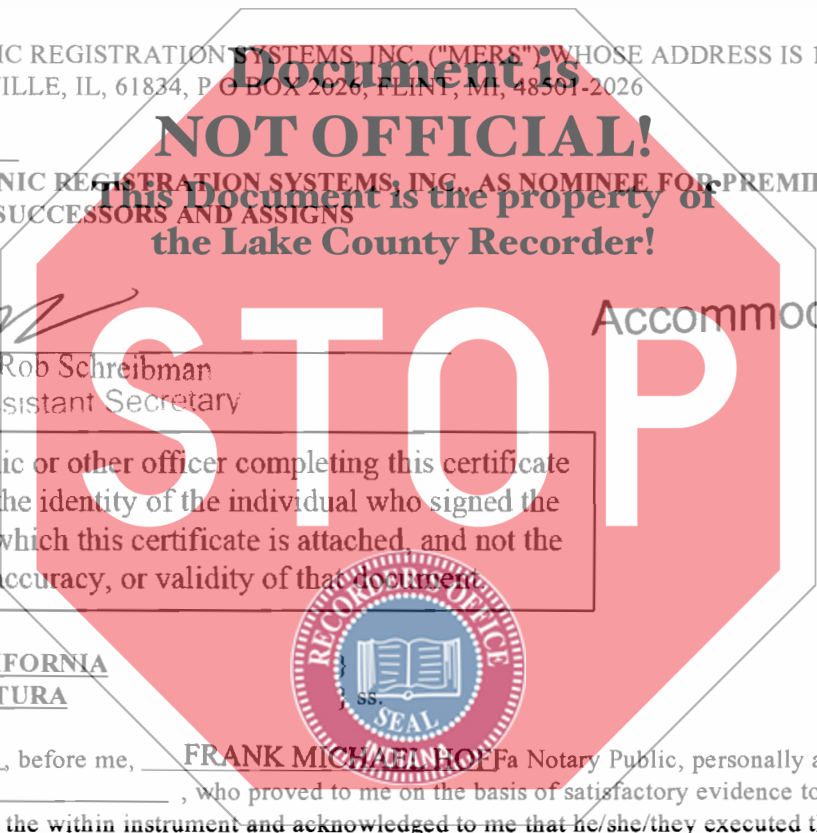 IC REGISTRATION SYSTEMS, INC. ("MERS") WHOSE ADDRESS IS 1
VILLE, IL, 61834, P O BOX 2026, FLINT, MI, 48501-2026
Document is
NOT OFFICIAL!
NIC REGISTRATION SYSTEMS, INC., AS NOMINEE FOR PREMI
This Document is the property of
SUCCESSORS AND ASSIGNS
the Lake County Recorder!
STOP
Accommo
Rob Schreibman
sistant Secretary
ic or other officer completing this certificate
he identity of the individual who signed the
which this certificate is attached, and not the
accuracy, or validity of that document.
RECORDER'S OFFICE
SEAL
INDIANA
IFORNIA }
TURA } ss.
, before me, FRANK MICHAEL HOFF a Notary Public, personally a
, who proved to me on the basis of satisfactory evidence to
the within instrument and acknowledged to me that he/she/they executed th